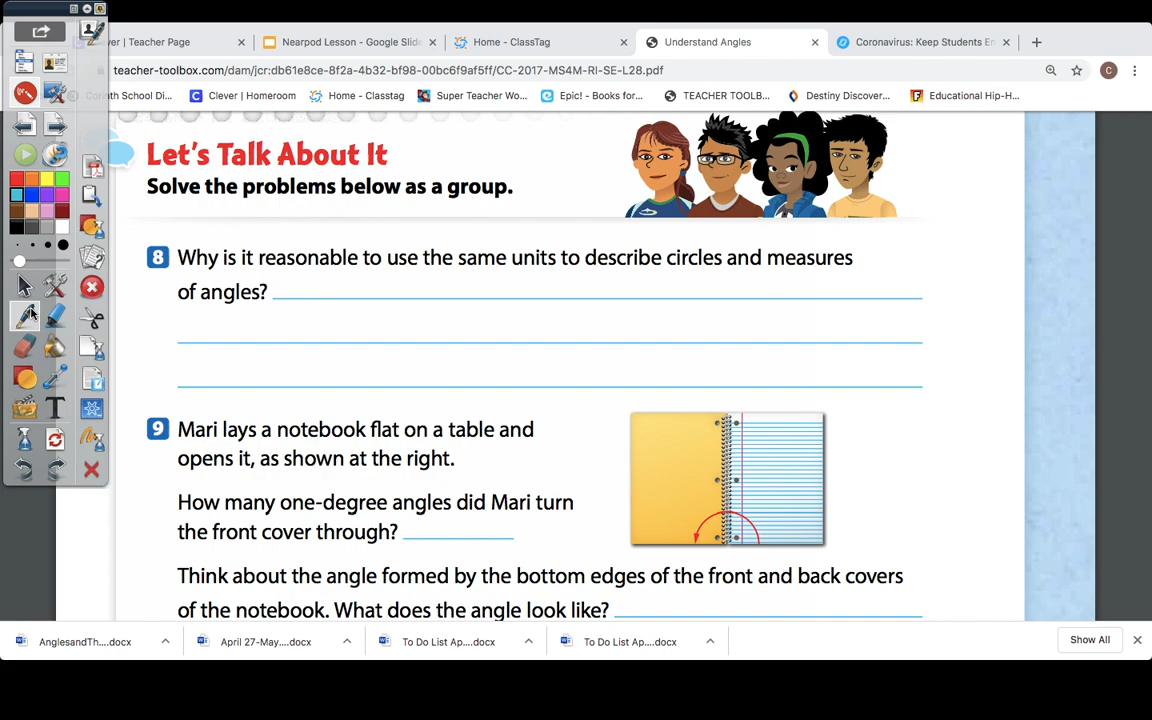 ver | Teacher Page
Nearpod Lesson - Google Slide
Home - ClassTag
Understand Angles
Coronavirus: Keep Students En
teacher-toolbox.com/dam/jcr:db61e8ce-8f2a-4b32-bf98-00bc6f9af5ff/CC-2017-MS4M-RI-SE-L28.pdf
C
orinth School Di...
Clever | Homeroom
Home - Classtag
Super Teacher Wo...
Epic! - Books for...
TEACHER TOOLB...
Destiny Discover...
Educational Hip-H...
Let's Talk About It
Solve the problems below as a group.
8 Why is it reasonable to use the same units to describe circles and measures
of angles?
9 Mari lays a notebook flat on a table and
opens it, as shown at the right.
How many one-degree angles did Mari turn
the front cover through?
Think about the angle formed by the bottom edges of the front and back covers
of the notebook. What does the angle look like?
AnglesandTh....docx
April 27-May....docx
To Do List Ap....docx
To Do List Ap....docx
Show All